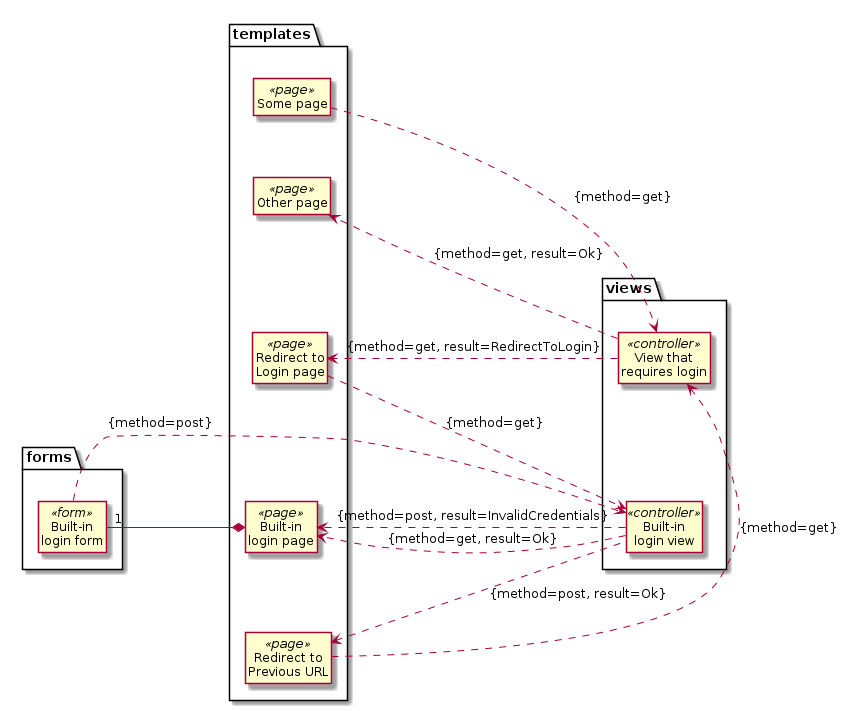 templates
«page»
Some page
{method=get}
«page»
Other page
{method=get, result=Ok}
views
«page»
Redirect to
Login page
{method=get, result=RedirectToLogin}
«controller»
View that
requires login
{method=post}
{method=get}
forms
«form»
Built-in
login form
1
«page»
Built-in
login page
{method=post, result=InvalidCredentials}
{method=get, result=Ok}
«controller»
Built-in
login view
{method=get}
{method=post, result=Ok}
«page»
Redirect to
Previous URL